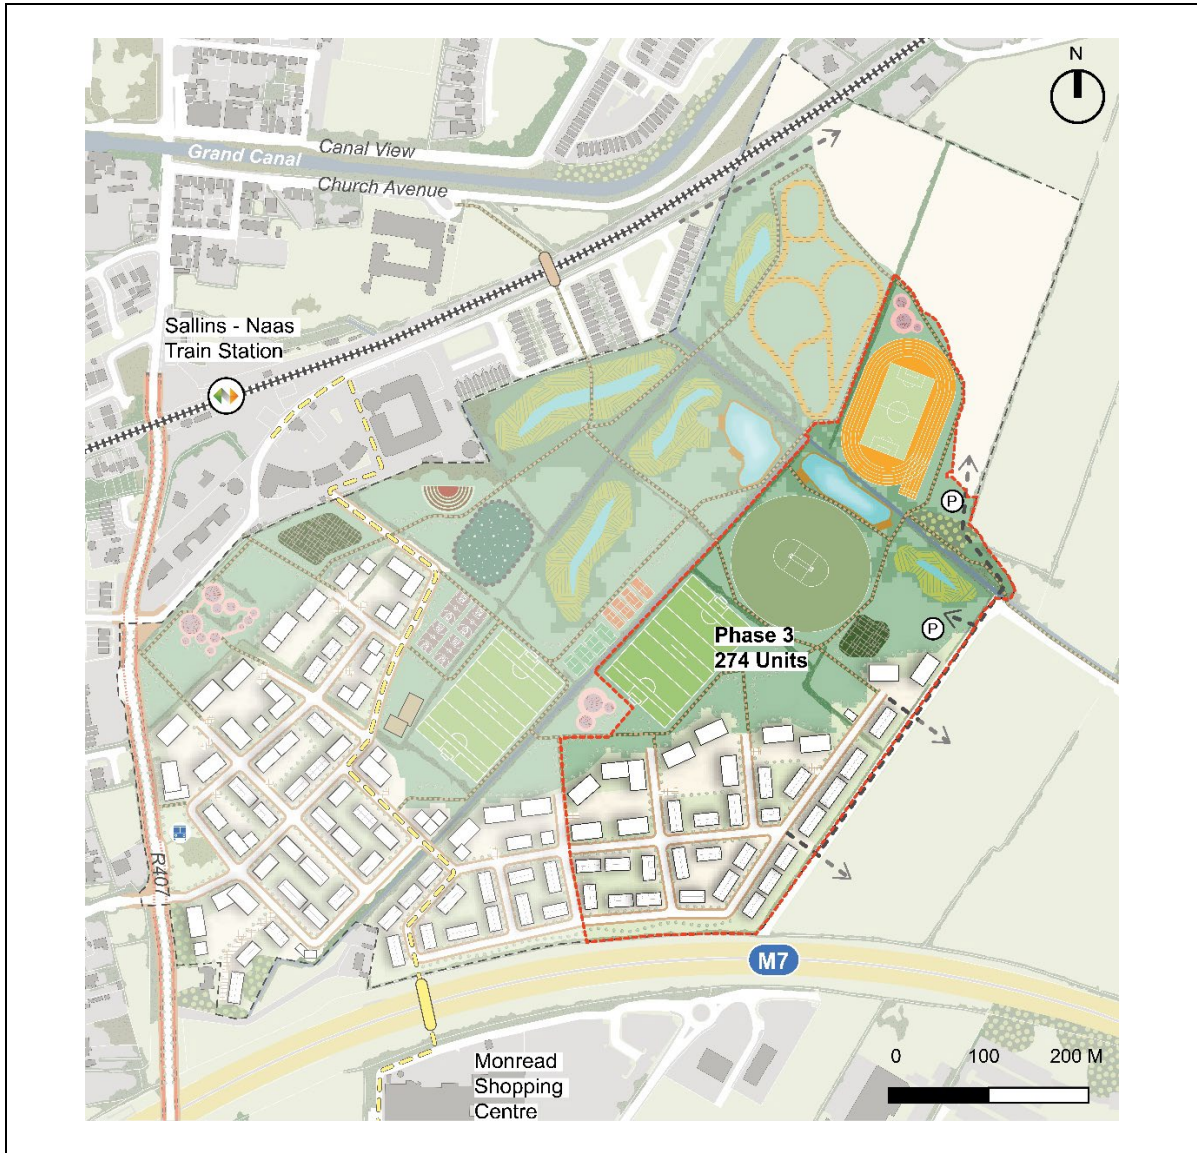 N
Canal View
Grand Canal
Church Avenue
Sallins - Naas
Train Station
P
P
Phase 3
274 Units
R407
M7
0 100 200 M
Monread
Shopping
Centre